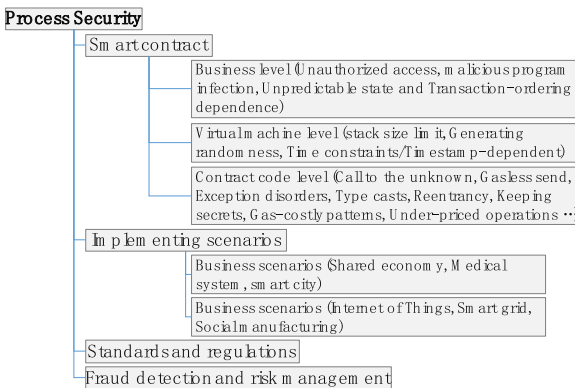 Process Security
Smart contract
Business level (Unauthorized access, malicious program
infection, Unpredictable state and Transaction-ordering
dependence)
Virtual machine level (stack size limit, Generating
randomness, Time constraints/Timestamp-dependent)
Contract code level (Call to the unknown, Gasless send,
Exception disorders, Type casts, Reentrancy, Keeping
secrets, Gas-costly patterns, Under-priced operations …)
Implementing scenarios
Business scenarios (Shared economy, Medical
system, smart city)
Business scenarios (Internet of Things, Smart grid,
Social manufacturing)
Standards and regulations
Fraud detection and risk management